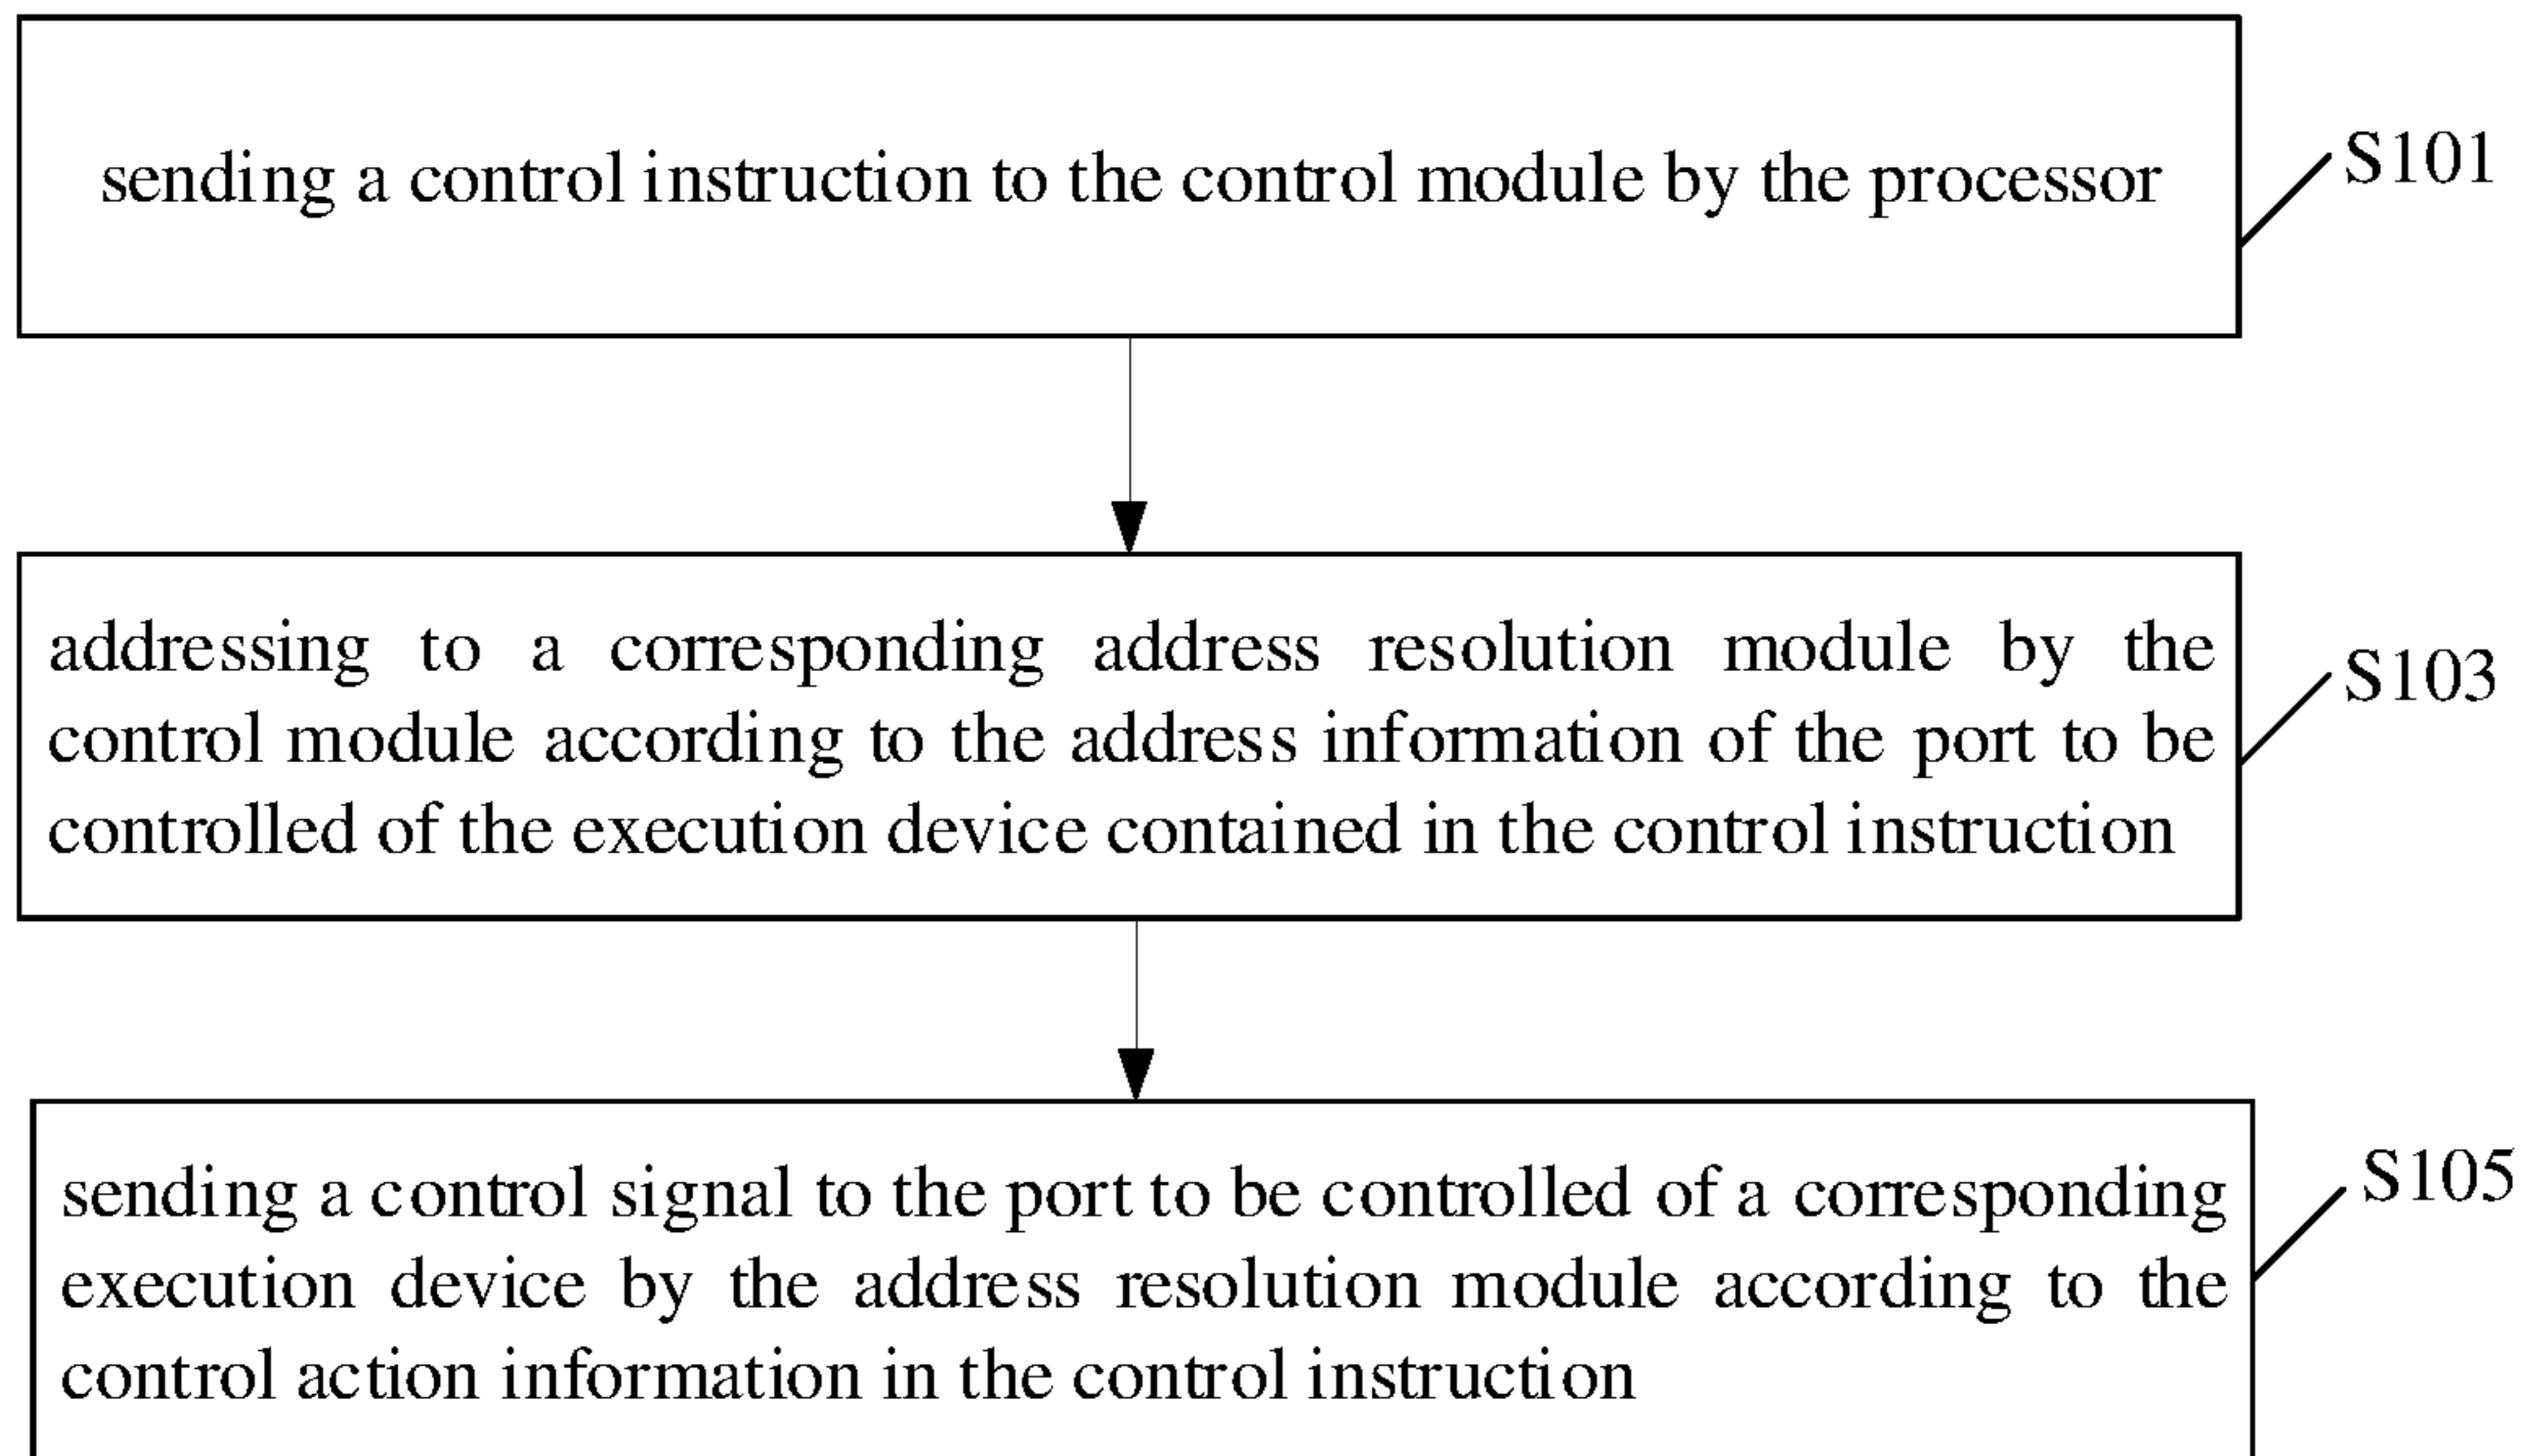 sending a control instruction to the control module by the processor
S101
addressing to a corresponding address resolution module by the
control module according to the address information of the port to be
controlled of the execution device contained in the control instruction
S103
sending a control signal to the port to be controlled of a corresponding
execution device by the address resolution module according to the
control action information in the control instruction
S105